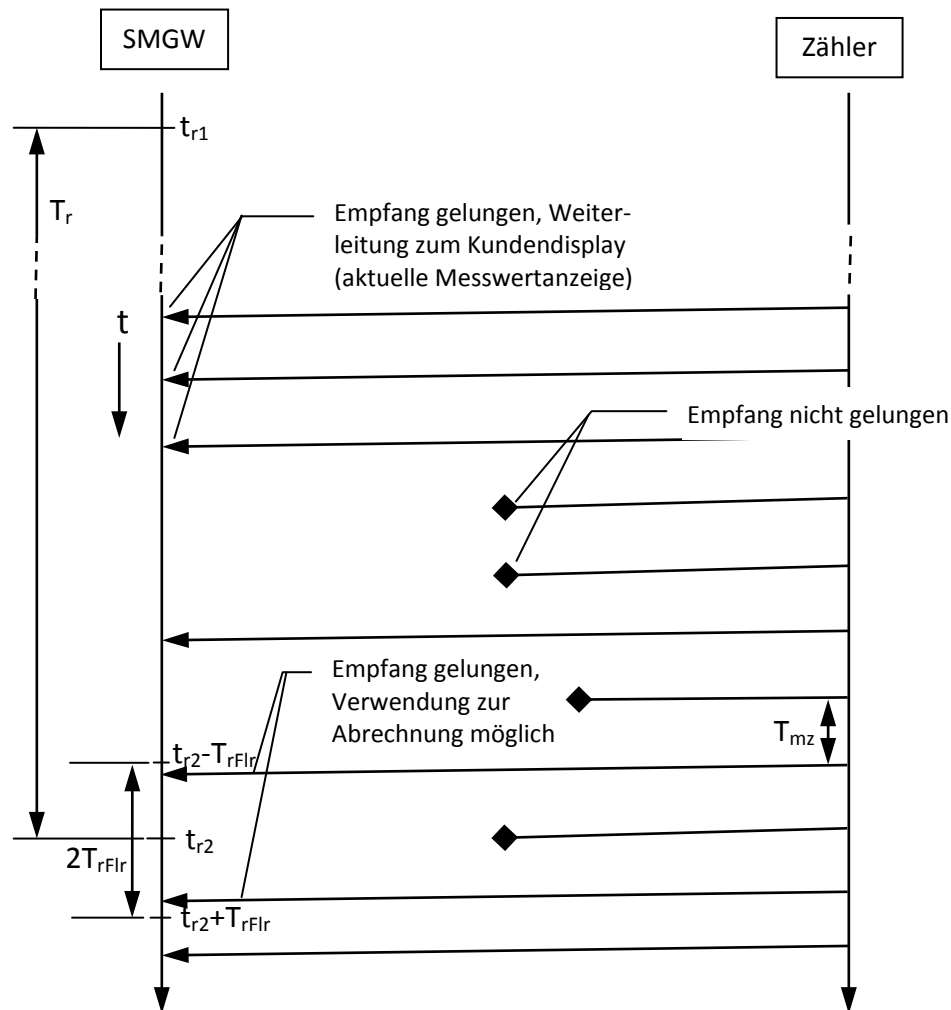 SMGW
Zähler
tr1
Tr
Empfang gelungen, Weiter-
leitung zum Kundendisplay
(aktuelle Messwertanzeige)
t
Empfang nicht gelungen
Empfang gelungen,
Verwendung zur
Abrechnung möglich
Tmz
tr2-TrFlr
tr2
2TrFlr
tr2+TrFlr